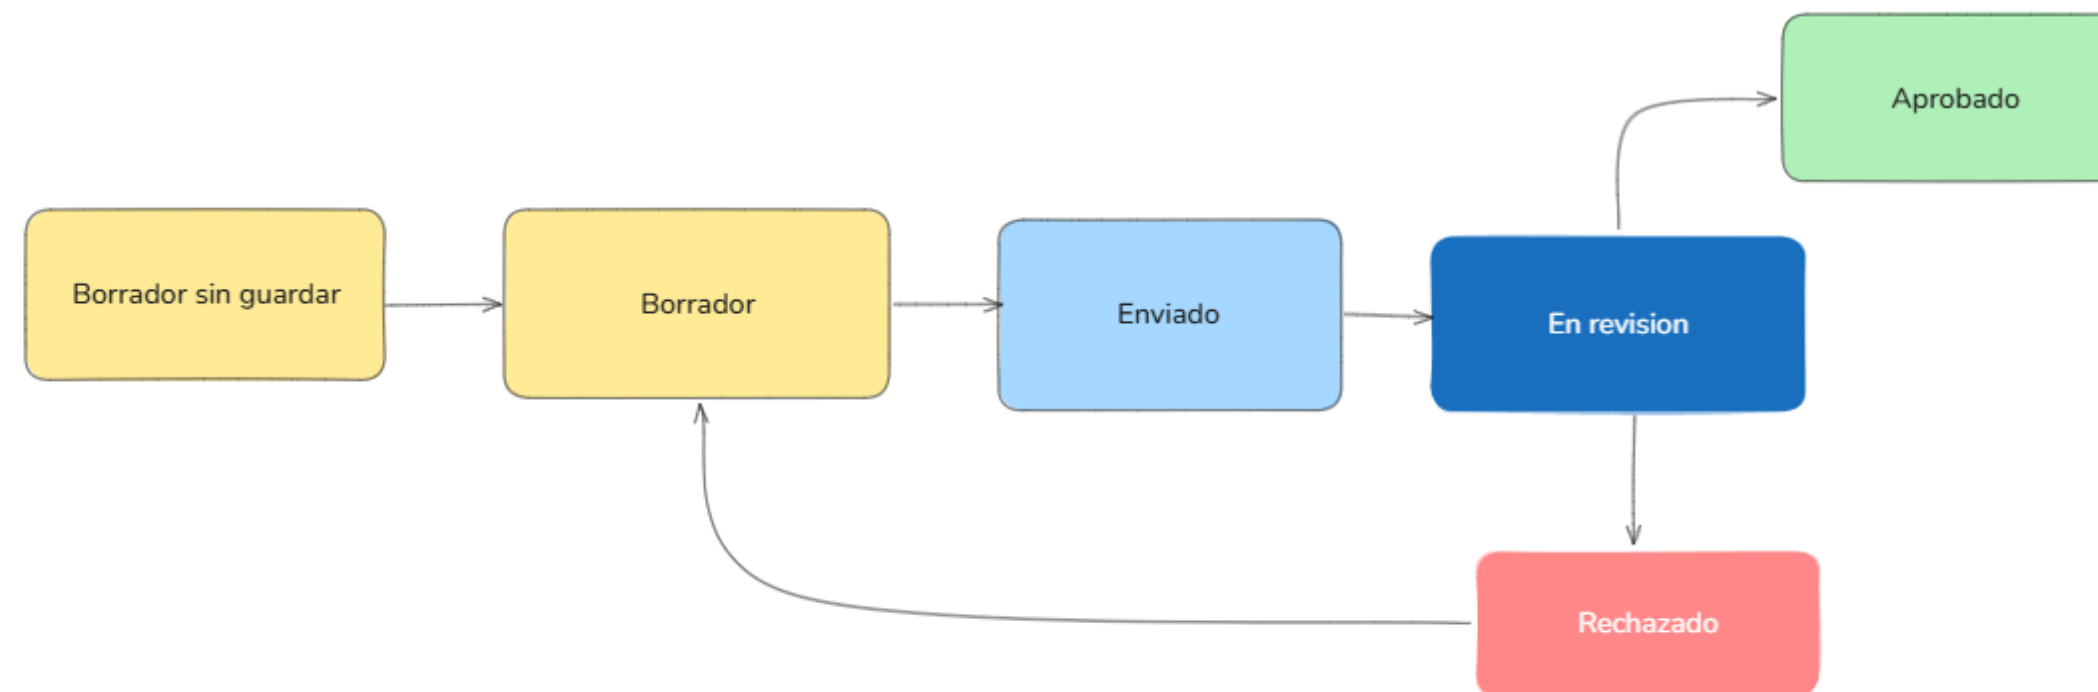 Aprobado
Borrador sin guardar
Borrador
Enviado
En revision
Rechazado